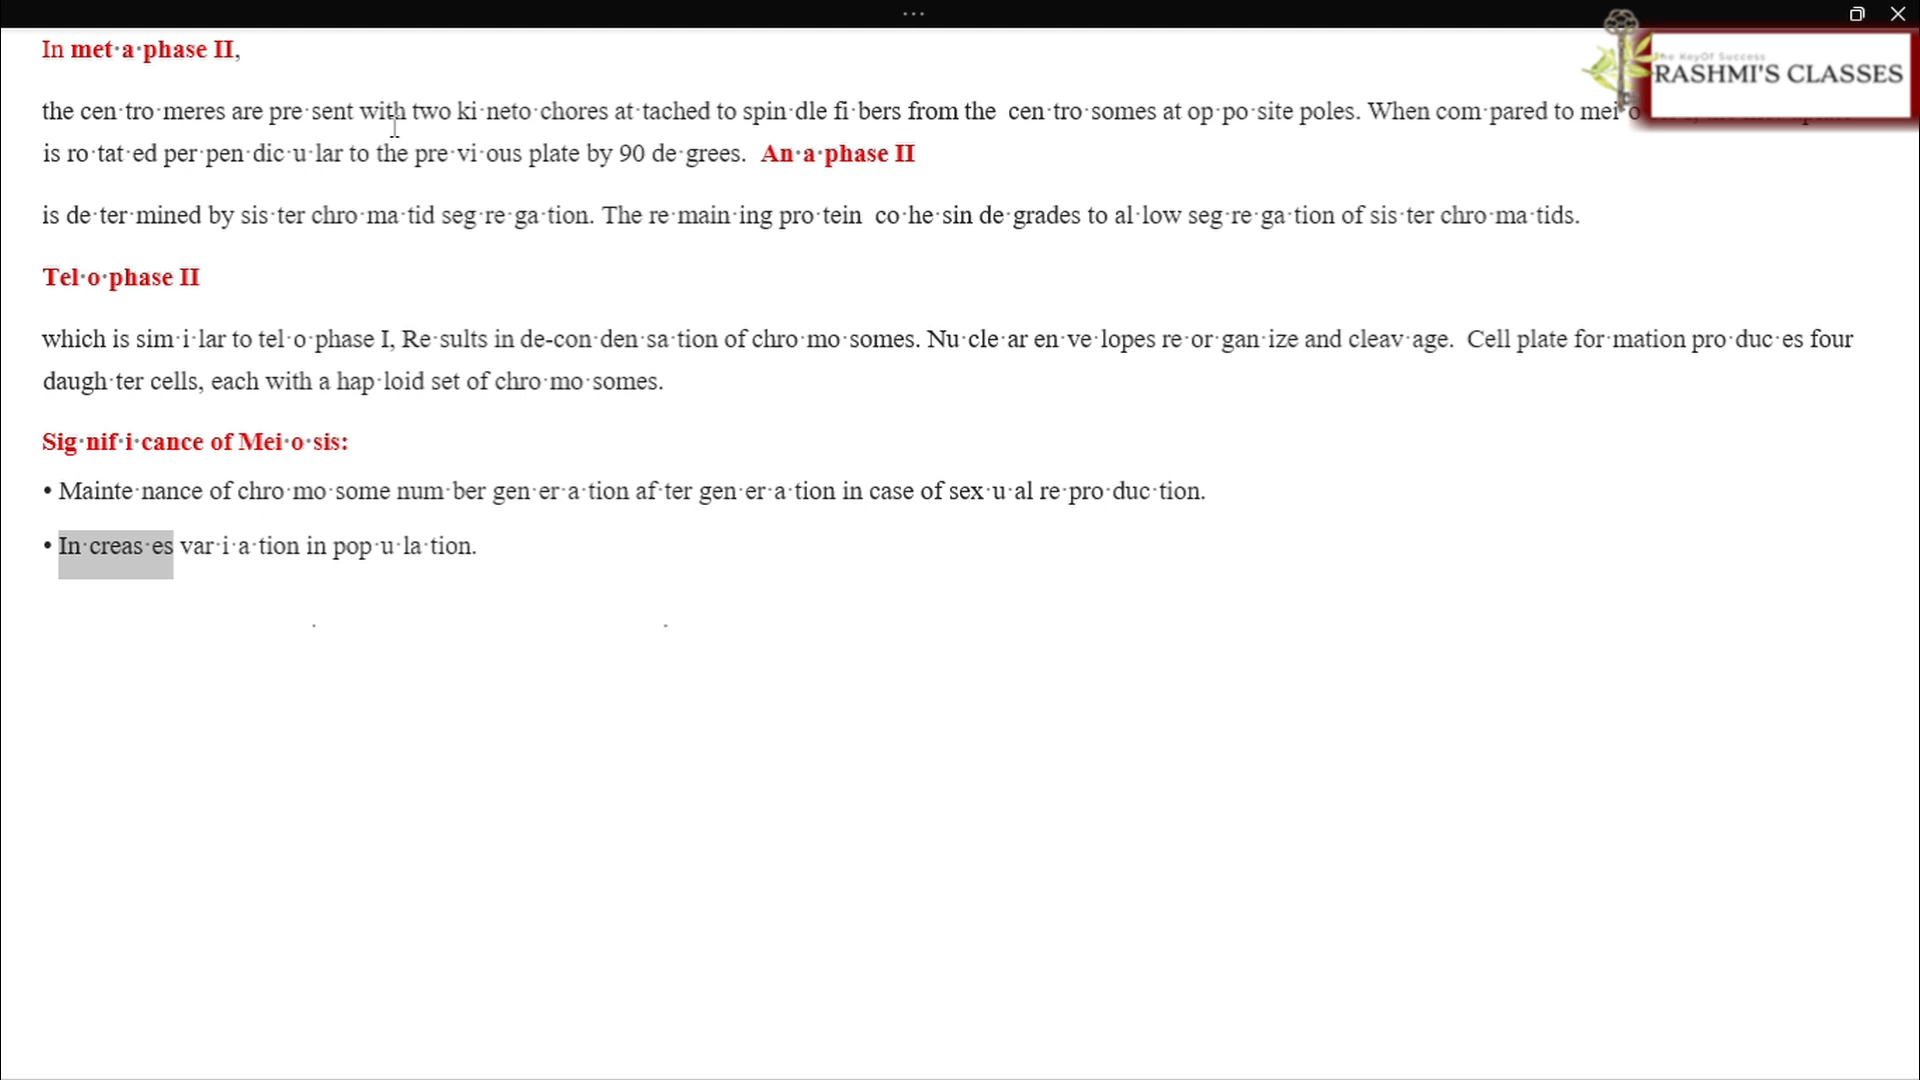 In met·a·phase II,
The KeyOf Success
RASHMI'S CLASSES
the cen·tro·meres are pre·sent with two ki·neto·chores at·tached to spin·dle fi·bers from the cen·tro·somes at op·po·site poles. When com·pared to mei·o
is ro·tat·ed per·pen·dic·u·lar to the pre·vi·ous plate by 90 de·grees. An·a·phase II
is de·ter·mined by sis·ter chro·ma·tid seg·re·ga·tion. The re·main·ing pro·tein co·he·sin de·grades to al·low seg·re·ga·tion of sis·ter chro·ma·tids.
Tel·o·phase II
which is sim·i·lar to tel·o·phase I, Re·sults in de-con·den·sa·tion of chro·mo·somes. Nu·cle·ar en·ve·lopes re·or·gan·ize and cleav·age. Cell plate for·mation pro·duc·es four
daugh·ter cells, each with a hap·loid set of chro·mo·somes.
Sig·nif·i·cance of Mei·o·sis:
• Mainte·nance of chro·mo·some num·ber gen·er·a·tion af·ter gen·er·a·tion in case of sex·u·al re·pro·duc·tion.
• In·creas·es var·i·a·tion in pop·u·la·tion.